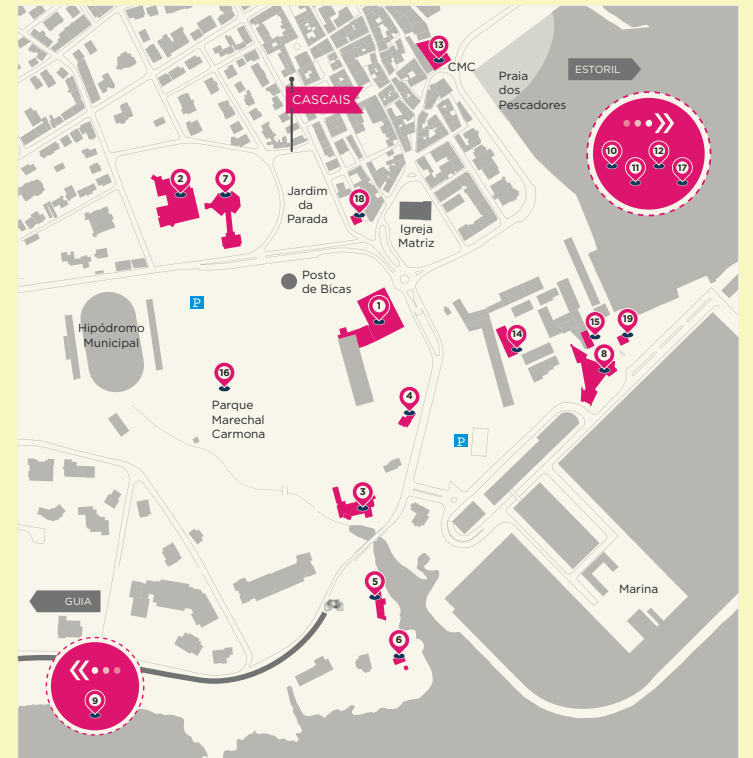 13
CMC
Praia
dos
Pescadores
ESTORIL
CASCAIS
10
12
11
17
2
7
Jardim
da
Parada
18
Igreja
Matriz
Posto
de Bicas
P
1
Hipódromo
Municipal
14
15
19
8
16
Parque
Marechal
Carmona
4
P
3
5
GUIA
Marina
6
9